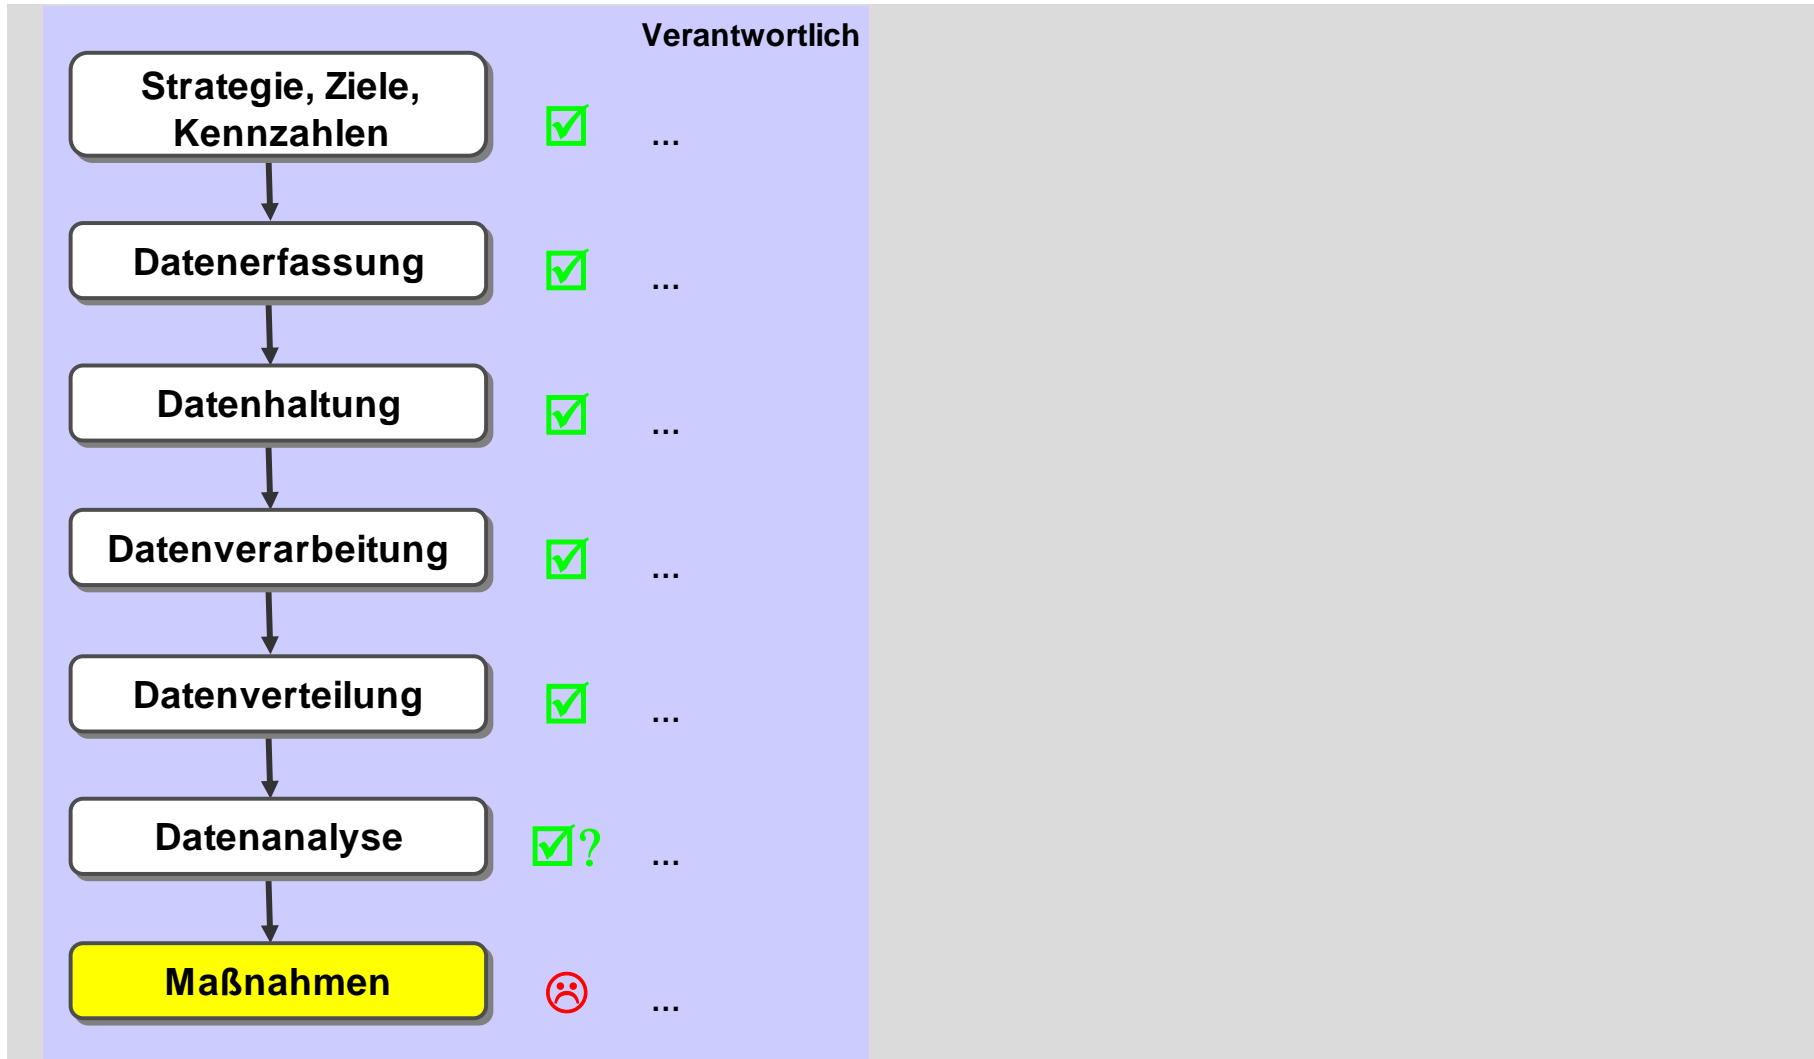 Verantwortlich
Strategie, Ziele,
Kennzahlen
☑ ...
Datenerfassung ☑ ...
Datenhaltung ☑ ...
Datenverarbeitung ☑ ...
Datenverteilung ☑ ...
Datenanalyse ☑? ...
Maßnahmen ☹ ...